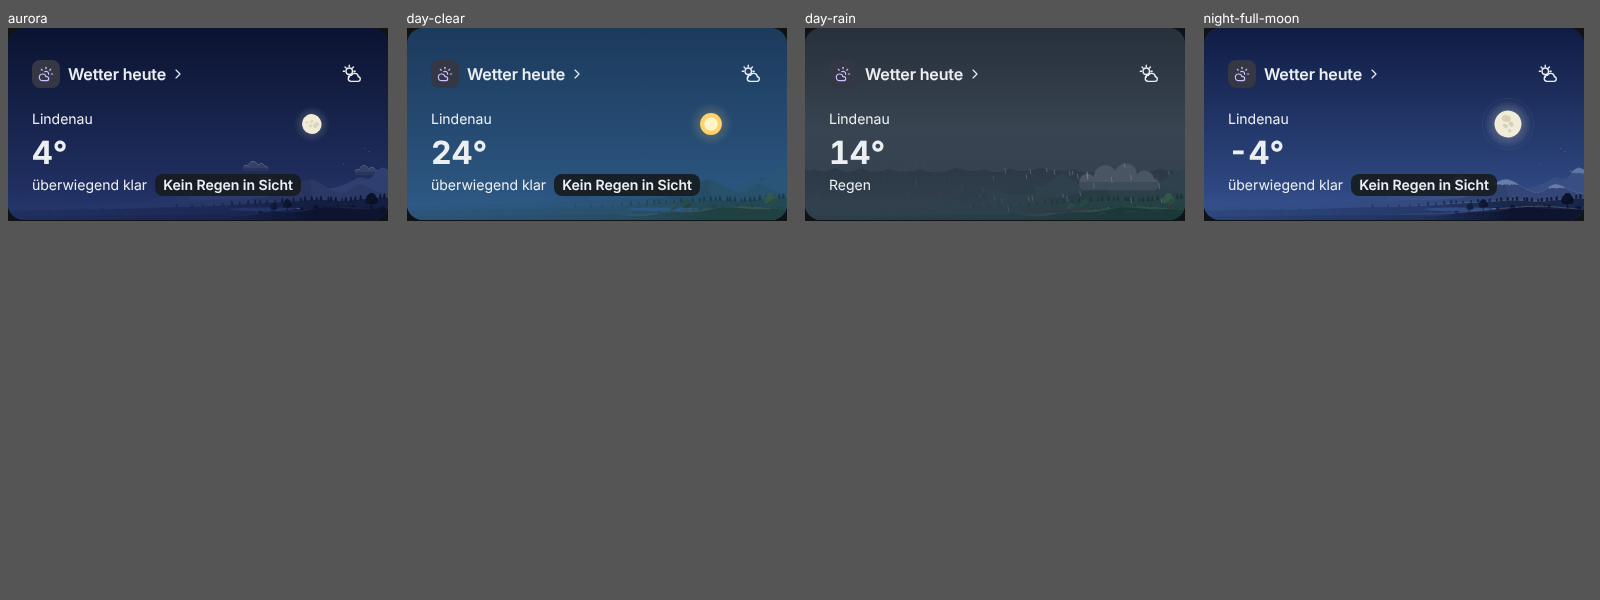 aurora
Wetter heute
Lindenau
4°
überwiegend klar Kein Regen in Sicht
day-clear
Wetter heute
Lindenau
24°
überwiegend klar Kein Regen in Sicht
day-rain
Wetter heute
Lindenau
14°
Regen
night-full-moon
Wetter heute
Lindenau
-4°
überwiegend klar Kein Regen in Sicht